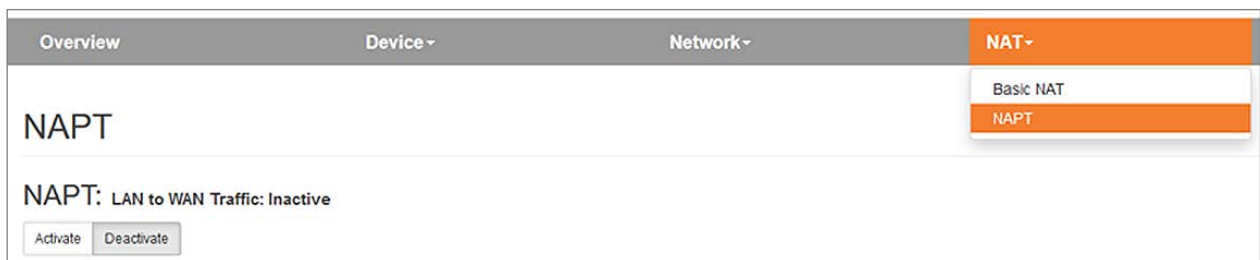 Overview Device Network NAT
Basic NAT
NAPT
NAPT
NAPT: LAN to WAN Traffic: Inactive
Activate Deactivate